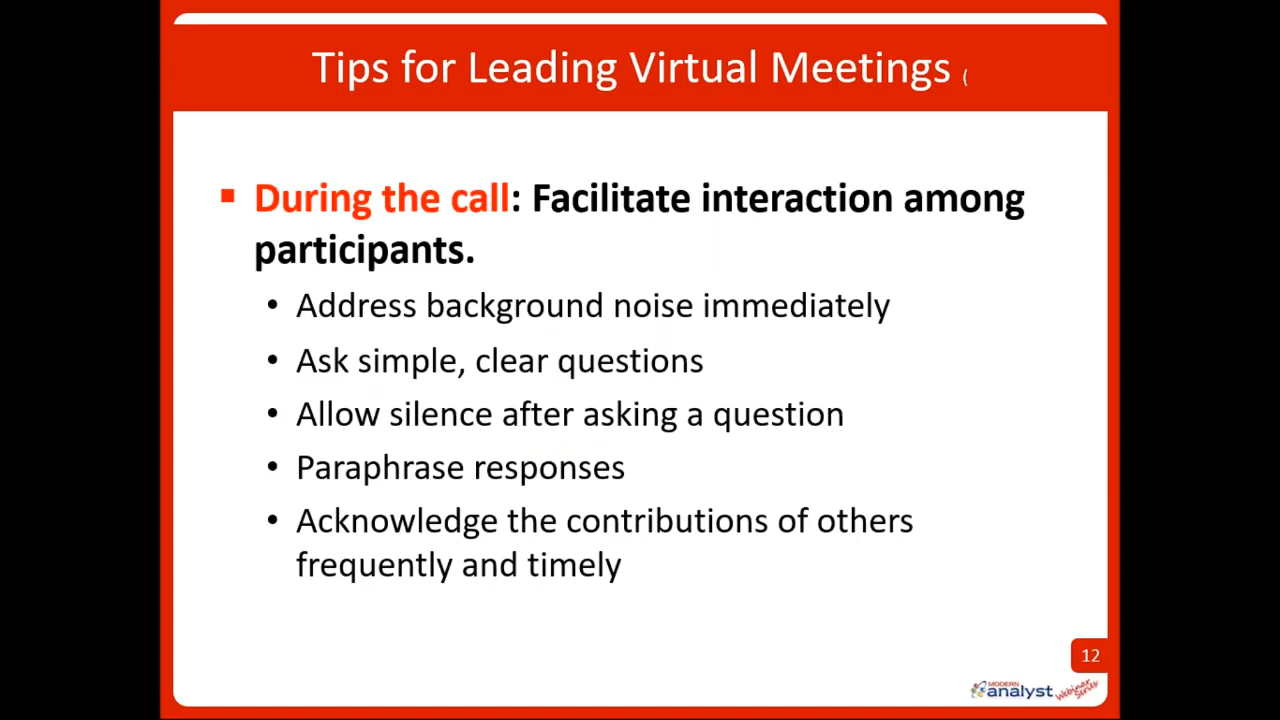 Tips for Leading Virtual Meetings (
During the call: Facilitate interaction among
participants.
• Address background noise immediately
• Ask simple, clear questions
• Allow silence after asking a question
• Paraphrase responses
• Acknowledge the contributions of others
frequently and timely
12
MODERN
analyst Webinar
Series